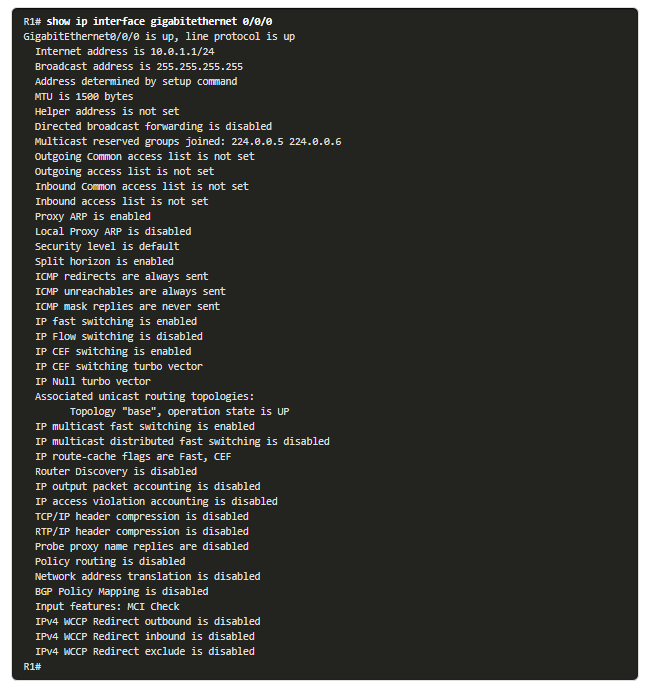 R1# show ip interface gigabitethernet 0/0/0
GigabitEthernet0/0/0 is up, line protocol is up
Internet address is 10.0.1.1/24
Broadcast address is 255.255.255.255
Address determined by setup command
MTU is 1500 bytes
Helper address is not set
Directed broadcast forwarding is disabled
Multicast reserved groups joined: 224.0.0.5 224.0.0.6
Outgoing Common access list is not set
Outgoing access list is not set
Inbound Common access list is not set
Inbound access list is not set
Proxy ARP is enabled
Local Proxy ARP is disabled
Security level is default
Split horizon is enabled
ICMP redirects are always sent
ICMP unreachables are always sent
ICMP mask replies are never sent
IP fast switching is enabled
IP Flow switching is disabled
IP CEF switching is enabled
IP CEF switching turbo vector
IP Null turbo vector
Associated unicast routing topologies:
Topology "base", operation state is UP
IP multicast fast switching is enabled
IP multicast distributed fast switching is disabled
IP route-cache flags are Fast, CEF
Router Discovery is disabled
IP output packet accounting is disabled
IP access violation accounting is disabled
TCP/IP header compression is disabled
RTP/IP header compression is disabled
Probe proxy name replies are disabled
Policy routing is disabled
Network address translation is disabled
BGP Policy Mapping is disabled
Input features: MCI Check
IPv4 WCCP Redirect outbound is disabled
IPv4 WCCP Redirect inbound is disabled
IPv4 WCCP Redirect exclude is disabled
R1#